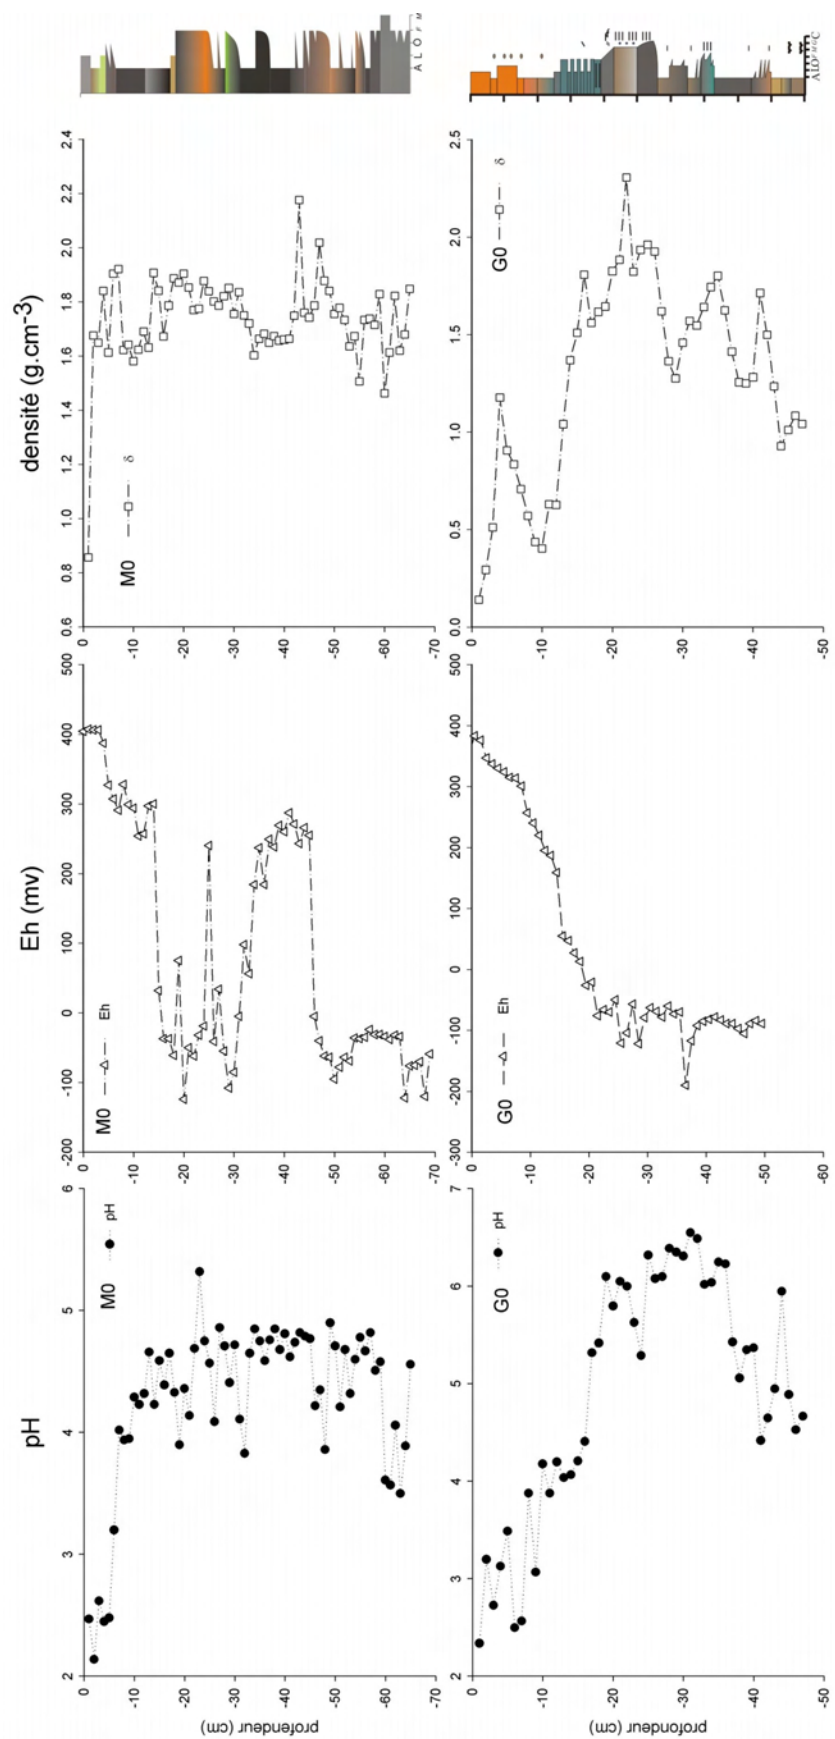 pH
Eh (mv)
densité (g.cm-3)
2 3 4 5 6
-200 -100 0 100 200 300 400 500
0.6 0.8 1.0 1.2 1.4 1.6 1.8 2.0 2.2 2.4
M0 pH
M0 Eh
M0 δ
profendeur (cm)
0 -10 -20 -30 -40 -50 -60 -70
0 -10 -20 -30 -40 -50 -60 -70
0 -10 -20 -30 -40 -50 -60 -70
A L O P M
2 3 4 5 6 7
-300 -200 -100 0 100 200 300 400 500
0.0 0.5 1.0 1.5 2.0 2.5
G0 pH
G0 Eh
G0 δ
profondeur (cm)
0 -10 -20 -30 -40 -50
0 -10 -20 -30 -40 -50 -60
0 -10 -20 -30 -40 -50
ALO P M G C